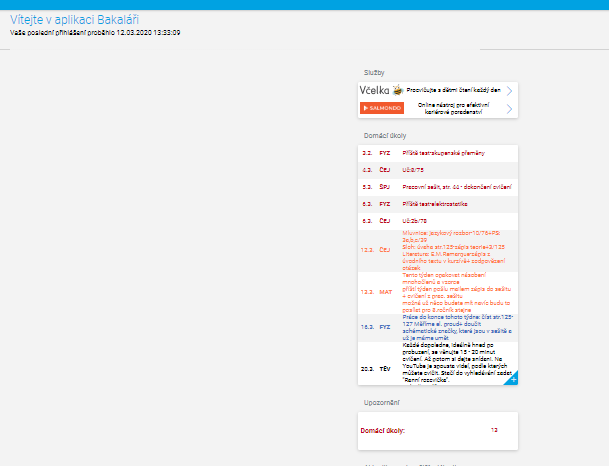 Vítejte v aplikaci Bakaláři
Vaše poslední přihlášení proběhlo 12.03.2020 13:33:09
Služby
Včelka Procvičujte s dětmi čtení každý den
SALMONDO Online nástroj pro efektivní
kariérové poradenství
Domácí úkoly
3.2. FYZ Příště test-skupenské přeměny
4.3. ČEJ Uč:8/75
5.3. ŠPJ Pracovní sešit, str. 44 - dokončení cvičení
6.3. FYZ Příště test-elektrostatika
6.3. ČEJ Uč:2b/78
Mluvnice: jazykový rozbor-10/76+PS:
2a,b,c/39
12.3. ČEJ Sloh: úvaha str.125-zápis teorie+3/125
Literatura: E.M.Remarque-zápis z
úvodního textu v kurzívě+ zodpovězení
otázek
Tento týden opakovat násobení
mnohočlenů a vzorce
13.3. MAT příští týden pošlu mailem zápis do sešitu
+ cvičení z prac. sešitu
možná už něco budete mít navíc budu to
posílat pro 8.ročník stejné
Práce do konce tohoto týdne: číst str.125-
16.3. FYZ 127 Měříme el. proud+ doučit
schématické značky, které jsou v sešitě a
už je máme umět
Každé dopoledne, ideálně hned po
probuzení, se věnujte 15 - 20 minut
cvičení. Až potom si dejte snídani. Na
20.3. TĚV YouTube je spousta videí, podle kterých
můžete cvičit. Stačí do vyhledávání zadat
"Ranní rozcvička",
Upozornění
Domácí úkoly: 13